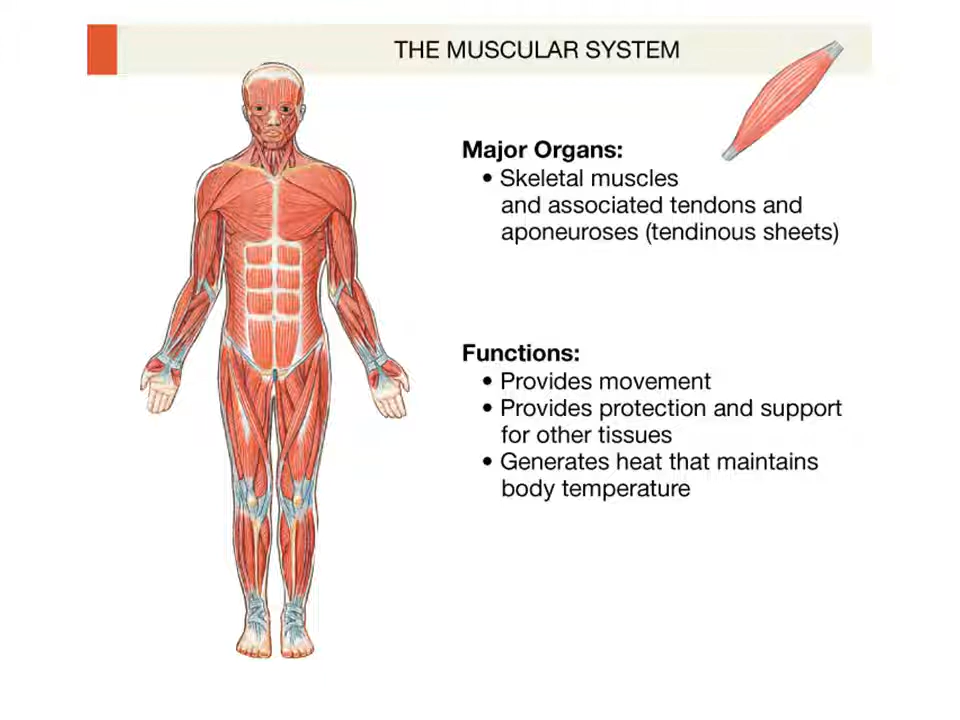 THE MUSCULAR SYSTEM
Major Organs:
• Skeletal muscles
and associated tendons and
aponeuroses (tendinous sheets)
Functions:
• Provides movement
• Provides protection and support
for other tissues
• Generates heat that maintains
body temperature